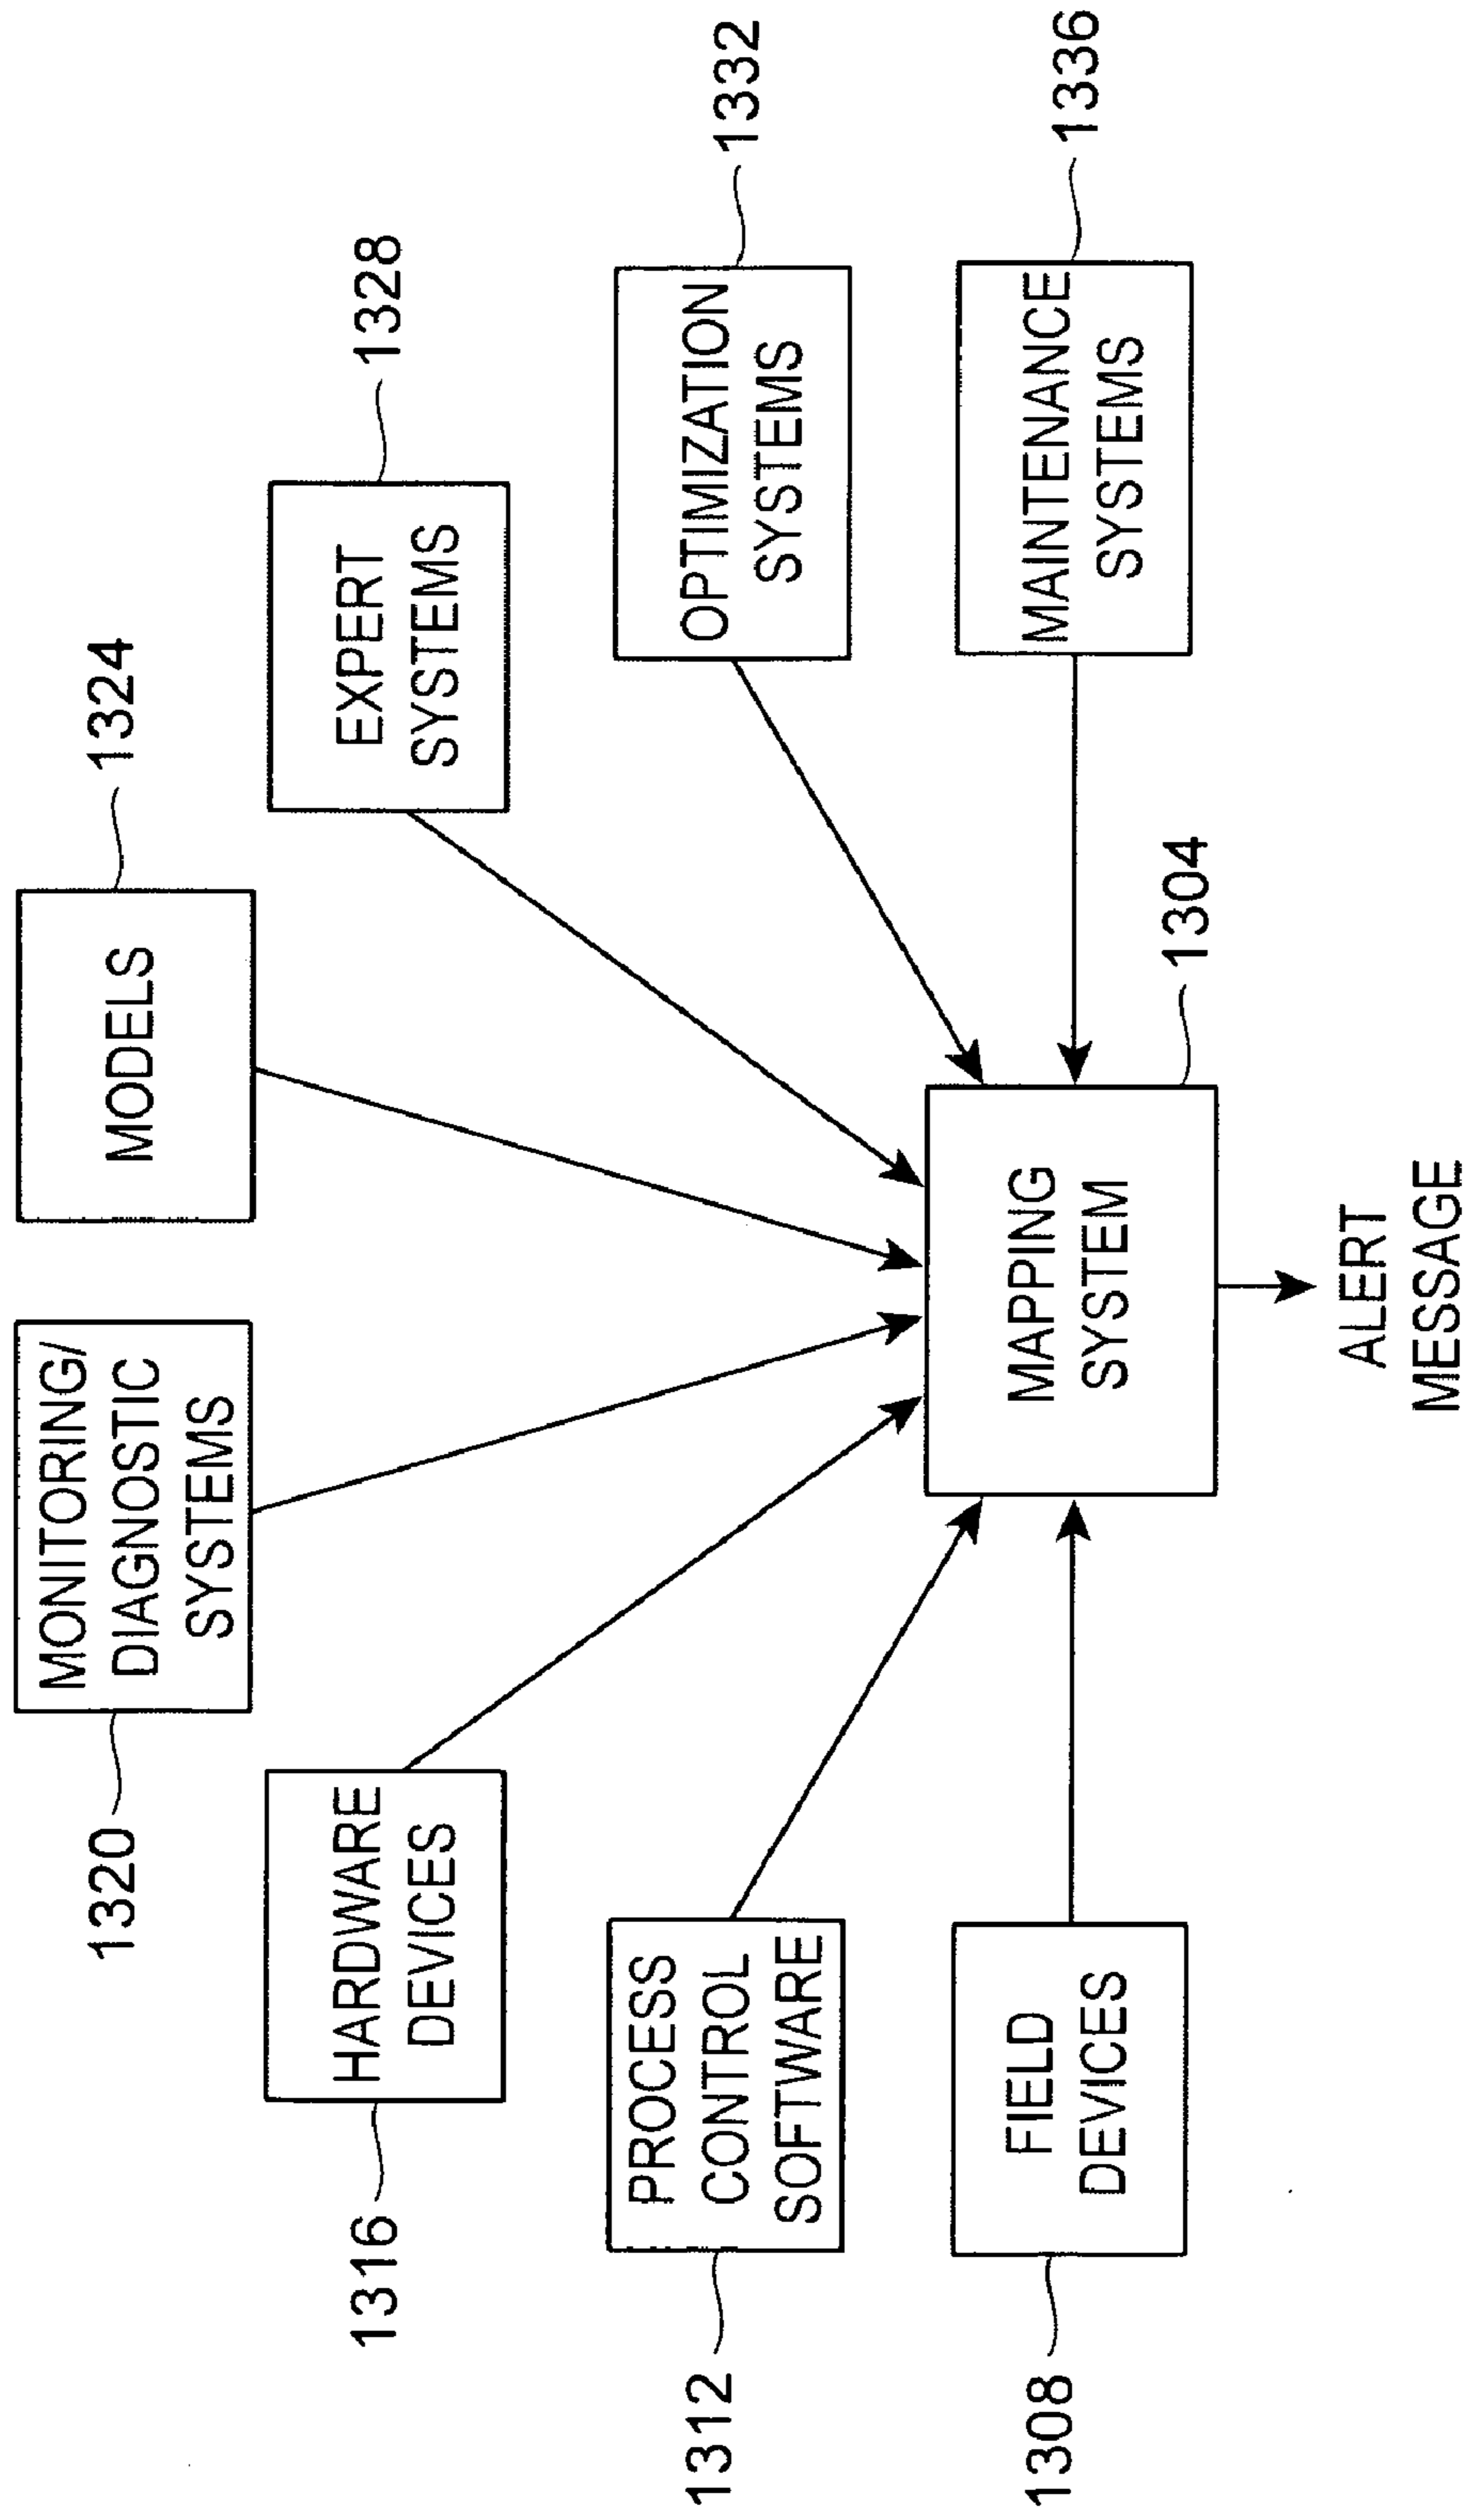 1320
MONITORING/
DIAGNOSTIC
SYSTEMS
MODELS
1324
1316
HARDWARE
DEVICES
EXPERT
SYSTEMS
1328
1312
PROCESS
CONTROL
SOFTWARE
OPTIMIZATION
SYSTEMS
1332
1308
FIELD
DEVICES
MAPPING
SYSTEM
1304
MAINTENANCE
SYSTEMS
1336
ALERT
MESSAGE